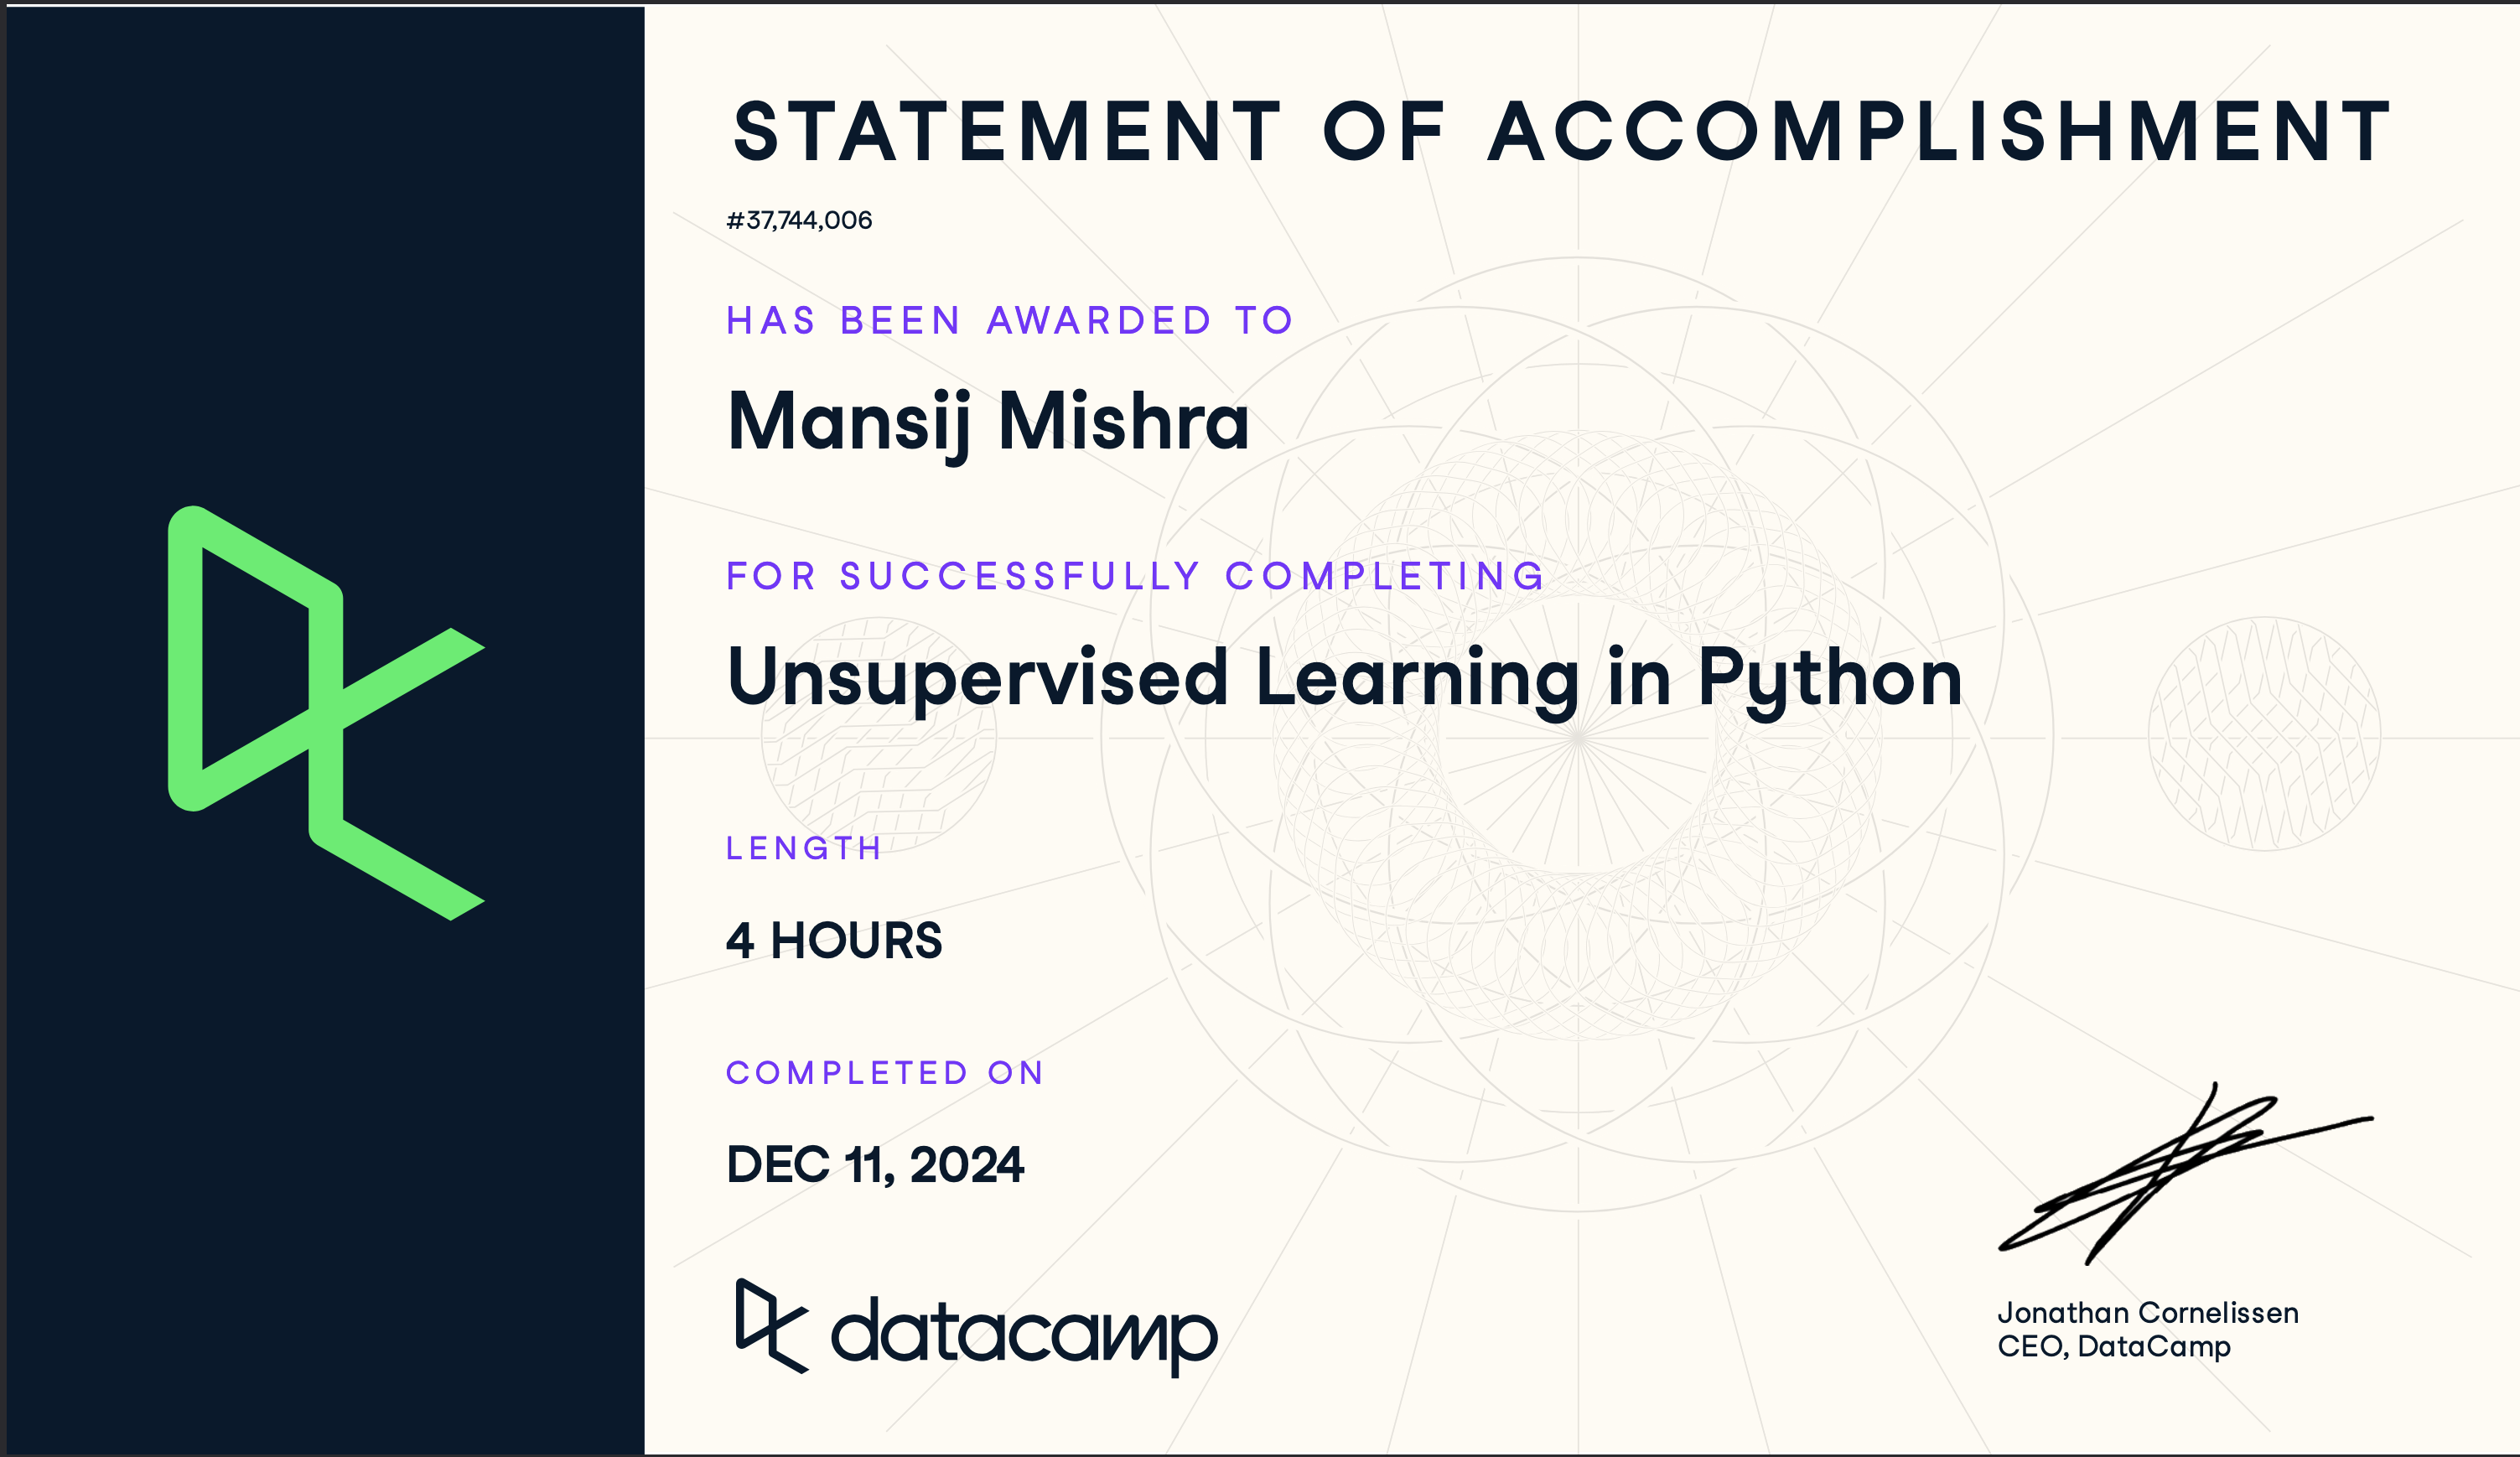 STATEMENT OF ACCOMPLISHMENT
#37,744,006
HAS BEEN AWARDED TO
Mansij Mishra
FOR SUCCESSFULLY COMPLETING
Unsupervised Learning in Python
LENGTH
4 HOURS
COMPLETED ON
DEC 11, 2024
datacamp
Jonathan Cornelissen
CEO, DataCamp